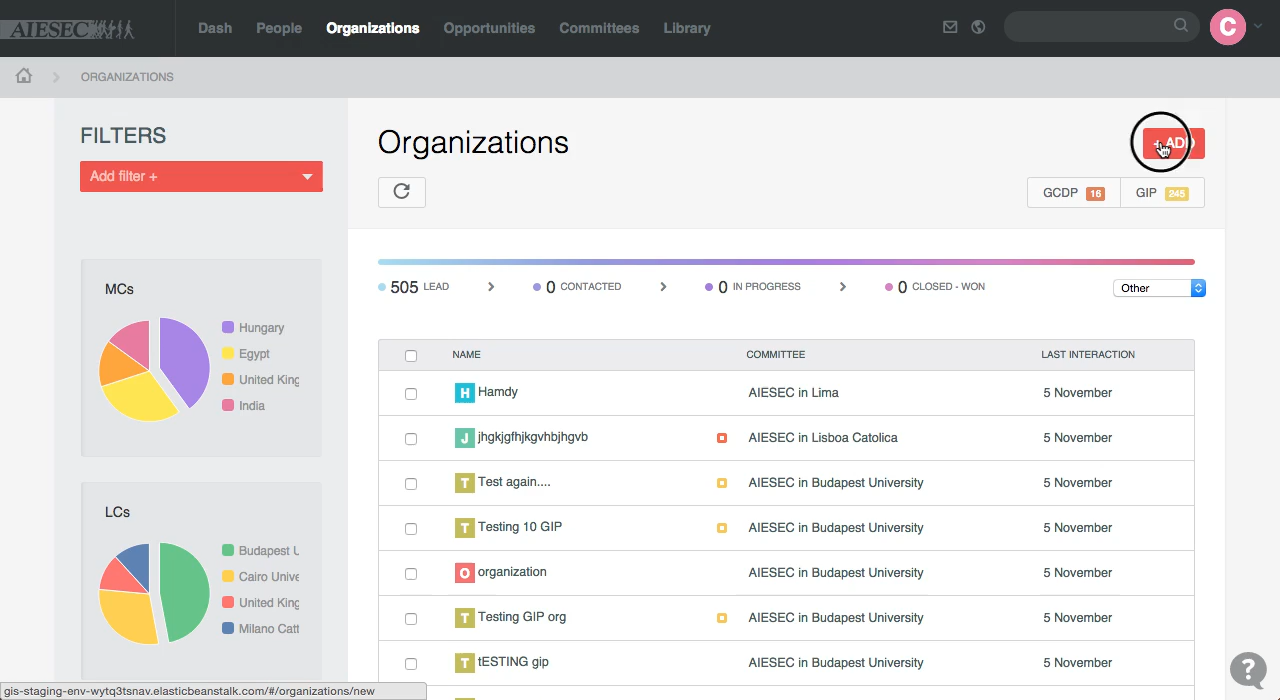 AIESEC Dash People Organizations Opportunities Committees Library C
ORGANIZATIONS
FILTERS
Add filter +
Organizations
+ ADD
GCDP 16 GIP 245
505 LEAD 0 CONTACTED 0 IN PROGRESS 0 CLOSED - WON Other
MCs
Hungary
Egypt
United King
India
LCs
Budapest U
Cairo Unive
United King
Milano Catt
NAME COMMITTEE LAST INTERACTION
H Hamdy AIESEC in Lima 5 November
J jhgkjgfhjkgvhbjhgvb AIESEC in Lisboa Catolica 5 November
T Test again.... AIESEC in Budapest University 5 November
T Testing 10 GIP AIESEC in Budapest University 5 November
O organization AIESEC in Budapest University 5 November
T Testing GIP org AIESEC in Budapest University 5 November
T tESTING gip AIESEC in Budapest University 5 November
?
gis-staging-env-wytq3tsnav.elasticbeanstalk.com/#/organizations/new